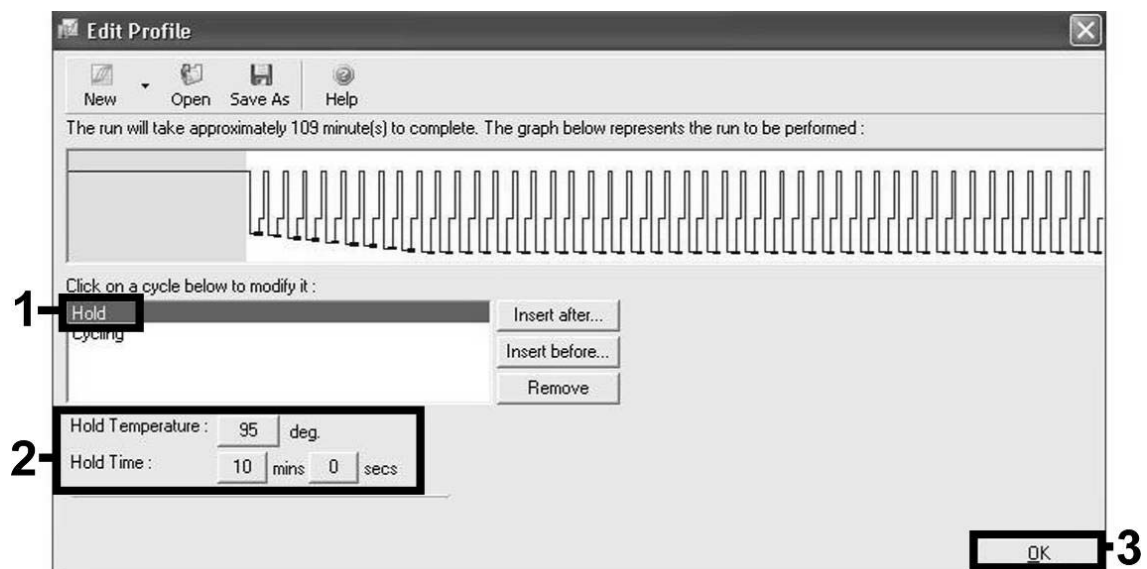 Edit Profile
New Open Save As Help
The run will take approximately 109 minute(s) to complete. The graph below represents the run to be performed :
Click on a cycle below to modify it :
1 Hold Insert after...
Cycling Insert before...
Remove
Hold Temperature : 95 deg.
2
Hold Time : 10 mins 0 secs
OK 3